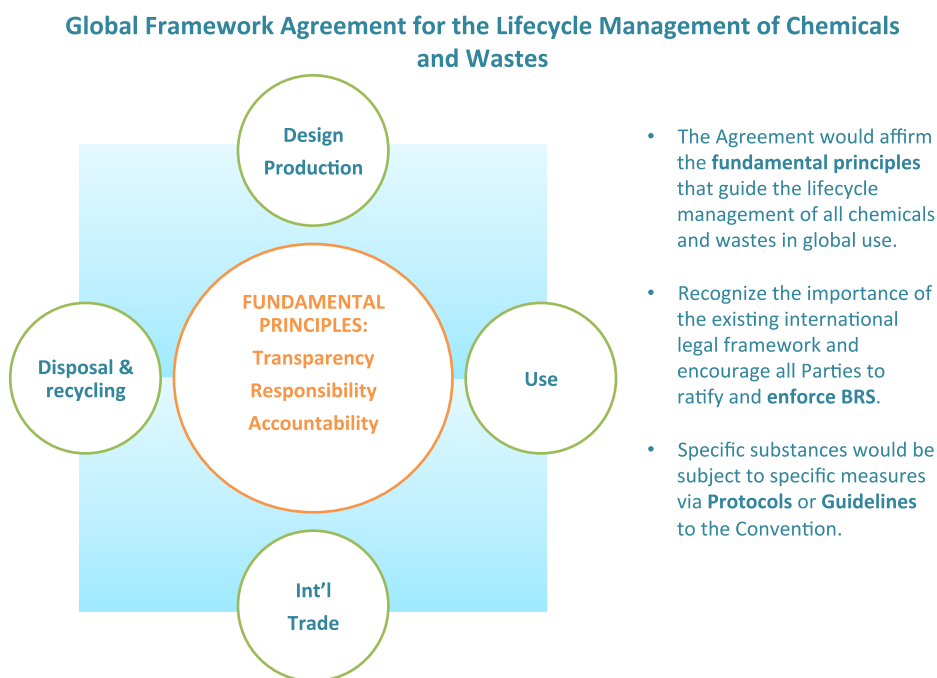 Global Framework Agreement for the Lifecycle Management of Chemicals
and Wastes
Design
Production
FUNDAMENTAL
PRINCIPLES:
Transparency
Responsibility
Accountability
Disposal &
recycling
Use
Int’l
Trade
• The Agreement would affirm
the fundamental principles
that guide the lifecycle
management of all chemicals
and wastes in global use.
• Recognize the importance of
the existing international
legal framework and
encourage all Parties to
ratify and enforce BRS.
• Specific substances would be
subject to specific measures
via Protocols or Guidelines
to the Convention.